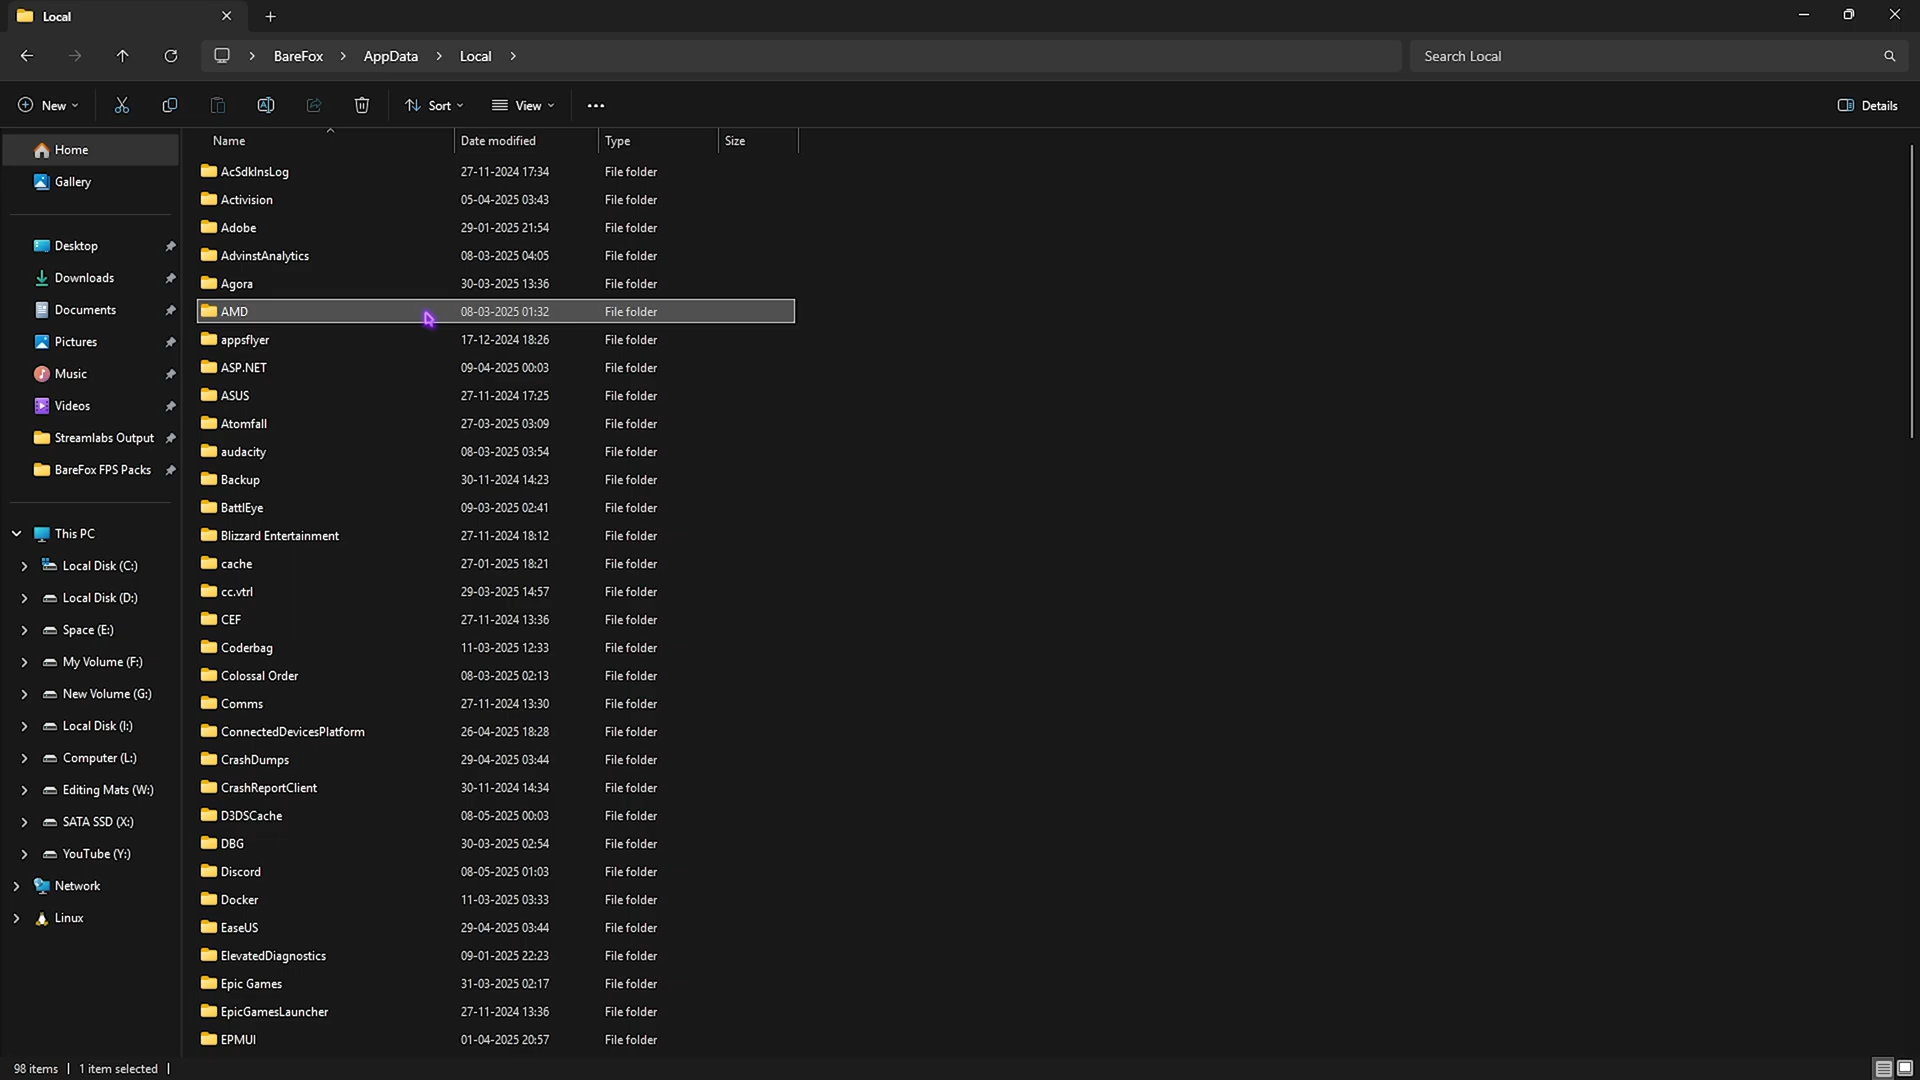 Local
BareFox
AppData
Local
Search Local
New
Sort
View
Details
Name
Date modified
Type
Size
Home
Gallery
Desktop
Downloads
Documents
Pictures
Music
Videos
Streamlabs Output
BareFox FPS Packs
This PC
Local Disk (C:)
Local Disk (D:)
Space (E:)
My Volume (F:)
New Volume (G:)
Local Disk (I:)
Computer (L:)
Editing Mats (W:)
SATA SSD (X:)
YouTube (Y:)
Network
Linux
AcSdkInsLog 27-11-2024 17:34 File folder
Activision 05-04-2025 03:43 File folder
Adobe 29-01-2025 21:54 File folder
AdvinstAnalytics 08-03-2025 04:05 File folder
Agora 30-03-2025 13:36 File folder
AMD 08-03-2025 01:32 File folder
appsflyer 17-12-2024 18:26 File folder
ASP.NET 09-04-2025 00:03 File folder
ASUS 27-11-2024 17:25 File folder
Atomfall 27-03-2025 03:09 File folder
audacity 08-03-2025 03:54 File folder
Backup 30-11-2024 14:23 File folder
BattlEye 09-03-2025 02:41 File folder
Blizzard Entertainment 27-11-2024 18:12 File folder
cache 27-01-2025 18:21 File folder
cc.vtrl 29-03-2025 14:57 File folder
CEF 27-11-2024 13:36 File folder
Coderbag 11-03-2025 12:33 File folder
Colossal Order 08-03-2025 02:13 File folder
Comms 27-11-2024 13:30 File folder
ConnectedDevicesPlatform 26-04-2025 18:28 File folder
CrashDumps 29-04-2025 03:44 File folder
CrashReportClient 30-11-2024 14:34 File folder
D3DSCache 08-05-2025 00:03 File folder
DBG 30-03-2025 02:54 File folder
Discord 08-05-2025 01:03 File folder
Docker 11-03-2025 03:33 File folder
EaseUS 29-04-2025 03:44 File folder
ElevatedDiagnostics 09-01-2025 22:23 File folder
Epic Games 31-03-2025 02:17 File folder
EpicGamesLauncher 27-11-2024 13:36 File folder
EPMUI 01-04-2025 20:57 File folder
98 items
1 item selected